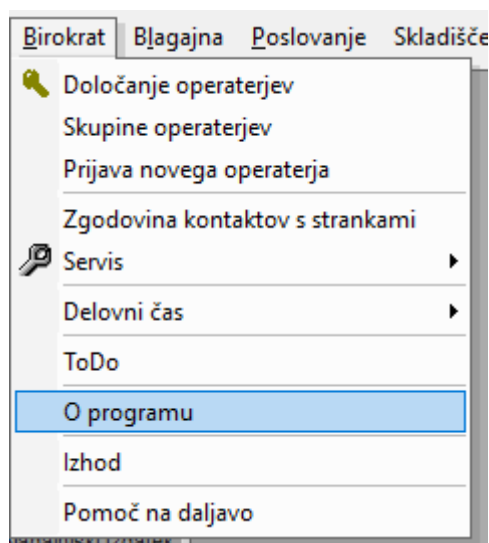 Birokrat Blagajna Poslovanje Skladišče
Določanje operaterjev
Skupine operaterjev
Prijava novega operaterja
Zgodovina kontaktov s strankami
Servis
Delovni čas
ToDo
O programu
Izhod
Pomoč na daljavo